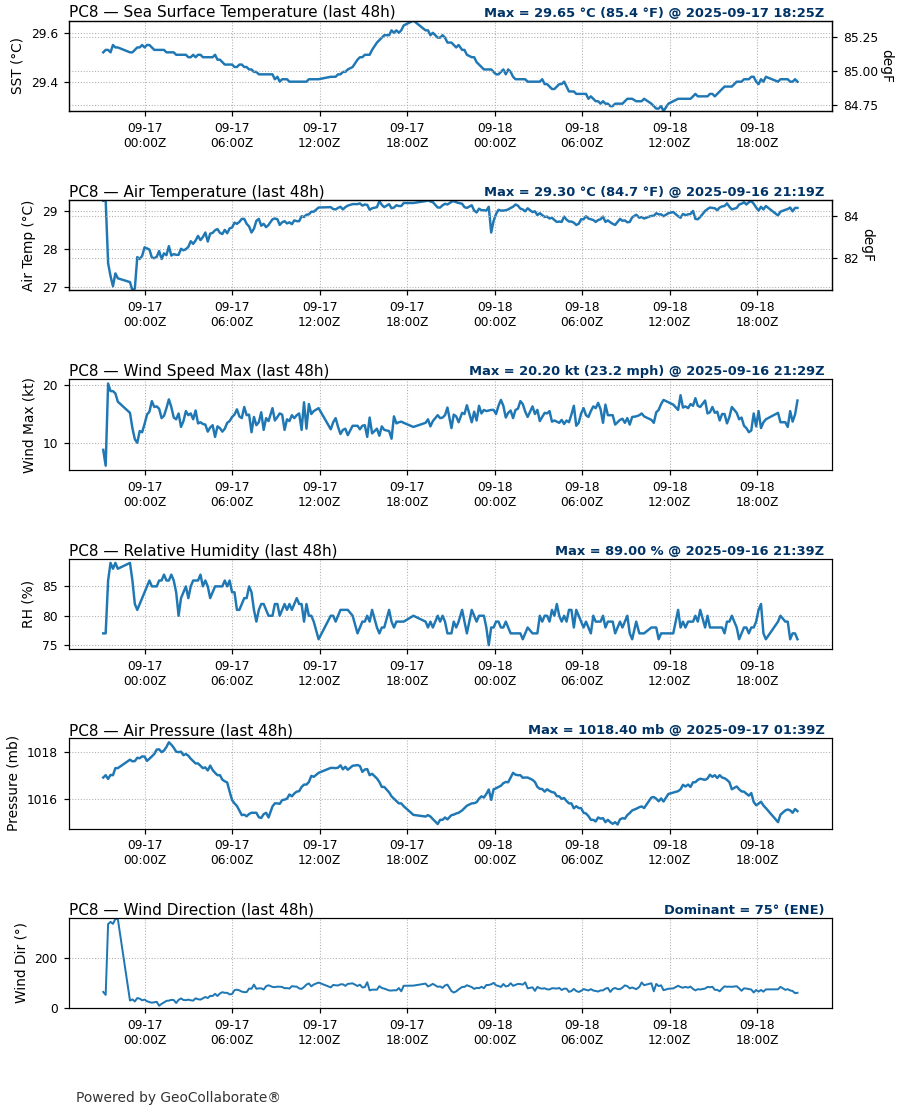 PC8 — Sea Surface Temperature (last 48h)
Max = 29.65 °C (85.4 °F) @ 2025-09-17 18:25Z
SST (°C)
29.6
29.4
85.25
85.00
84.75
degF
09-17 00:00Z
09-17 06:00Z
09-17 12:00Z
09-17 18:00Z
09-18 00:00Z
09-18 06:00Z
09-18 12:00Z
09-18 18:00Z
PC8 — Air Temperature (last 48h)
Max = 29.30 °C (84.7 °F) @ 2025-09-16 21:19Z
Air Temp (°C)
29
28
27
84
82
degF
09-17 00:00Z
09-17 06:00Z
09-17 12:00Z
09-17 18:00Z
09-18 00:00Z
09-18 06:00Z
09-18 12:00Z
09-18 18:00Z
PC8 — Wind Speed Max (last 48h)
Max = 20.20 kt (23.2 mph) @ 2025-09-16 21:29Z
Wind Max (kt)
20
10
09-17 00:00Z
09-17 06:00Z
09-17 12:00Z
09-17 18:00Z
09-18 00:00Z
09-18 06:00Z
09-18 12:00Z
09-18 18:00Z
PC8 — Relative Humidity (last 48h)
Max = 89.00 % @ 2025-09-16 21:39Z
RH (%)
85
80
75
09-17 00:00Z
09-17 06:00Z
09-17 12:00Z
09-17 18:00Z
09-18 00:00Z
09-18 06:00Z
09-18 12:00Z
09-18 18:00Z
PC8 — Air Pressure (last 48h)
Max = 1018.40 mb @ 2025-09-17 01:39Z
Pressure (mb)
1018
1016
09-17 00:00Z
09-17 06:00Z
09-17 12:00Z
09-17 18:00Z
09-18 00:00Z
09-18 06:00Z
09-18 12:00Z
09-18 18:00Z
PC8 — Wind Direction (last 48h)
Dominant = 75° (ENE)
Wind Dir (°)
200
0
09-17 00:00Z
09-17 06:00Z
09-17 12:00Z
09-17 18:00Z
09-18 00:00Z
09-18 06:00Z
09-18 12:00Z
09-18 18:00Z
Powered by GeoCollaborate®